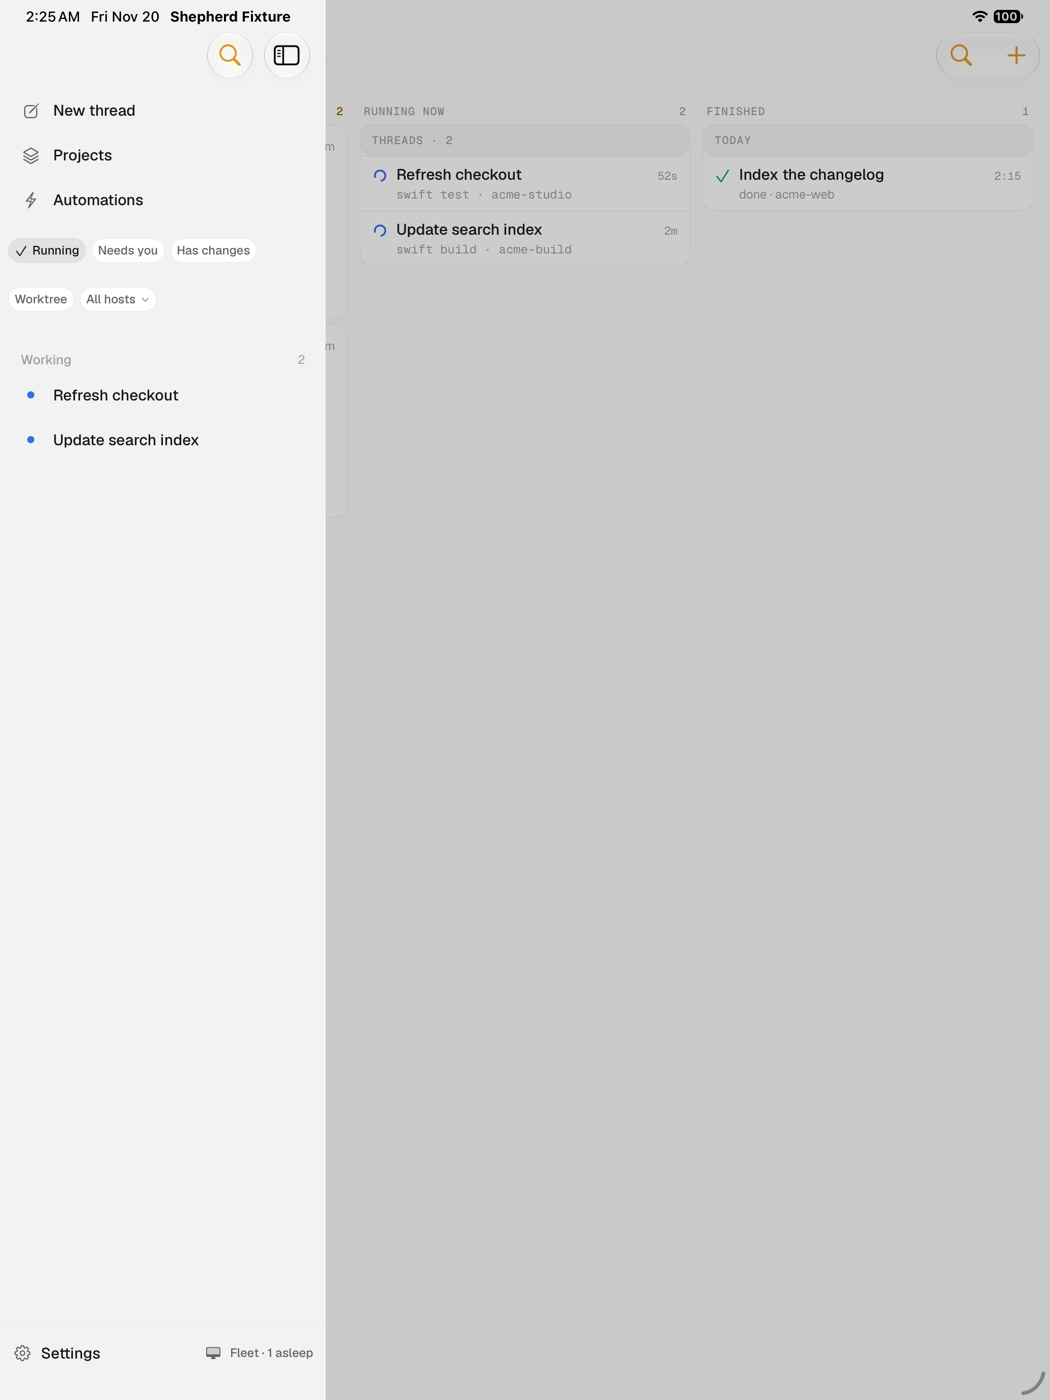 2:25 AM Fri Nov 20 Shepherd Fixture
100
New thread
Projects
Automations
Running Needs you Has changes
Worktree All hosts
Working 2
Refresh checkout
Update search index
Settings
Fleet · 1 asleep
2
m
m
RUNNING NOW 2
THREADS · 2
Refresh checkout 52s
swift test · acme-studio
Update search index 2m
swift build · acme-build
FINISHED 1
TODAY
Index the changelog 2:15
done · acme-web